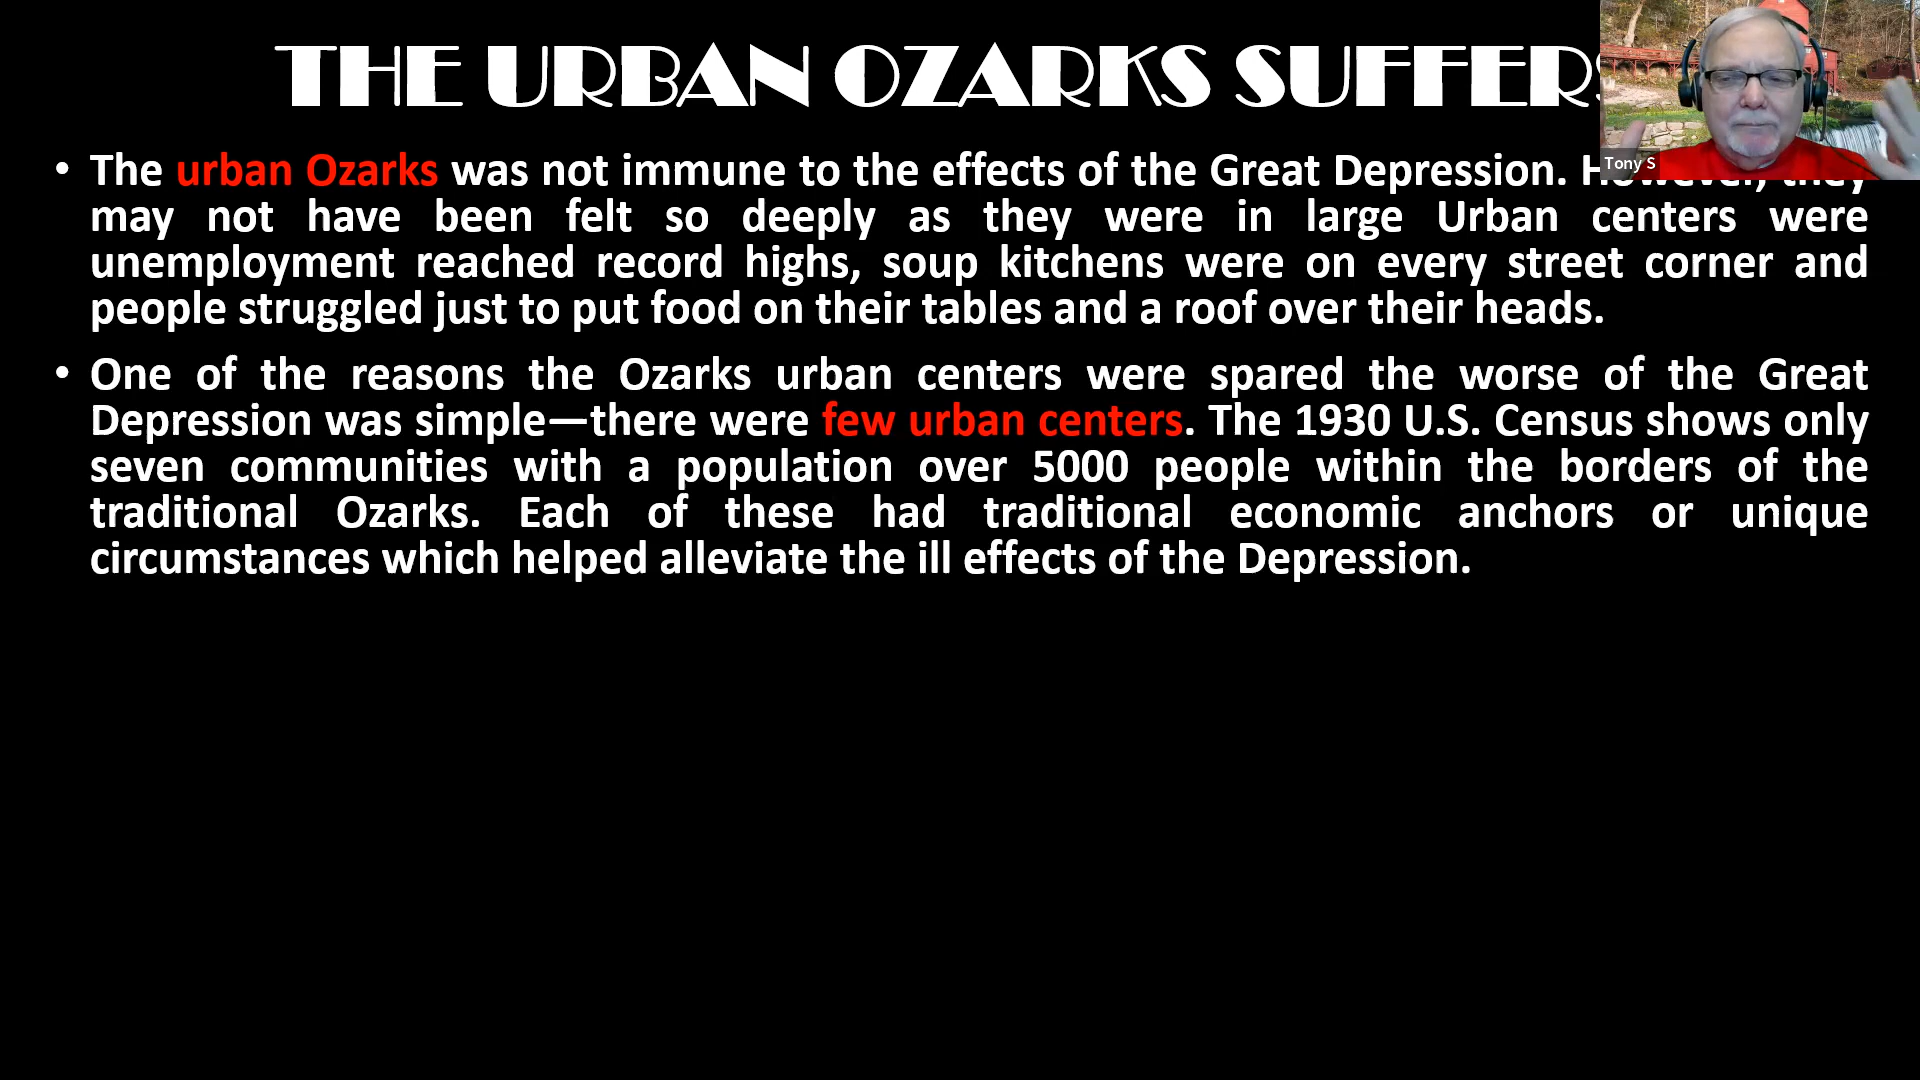 THE URBAN OZARKS SUFFERS
• The urban Ozarks was not immune to the effects of the Great Depression. However, they
may not have been felt so deeply as they were in large Urban centers were
unemployment reached record highs, soup kitchens were on every street corner and
people struggled just to put food on their tables and a roof over their heads.
• One of the reasons the Ozarks urban centers were spared the worse of the Great
Depression was simple—there were few urban centers. The 1930 U.S. Census shows only
seven communities with a population over 5000 people within the borders of the
traditional Ozarks. Each of these had traditional economic anchors or unique
circumstances which helped alleviate the ill effects of the Depression.
Tony S